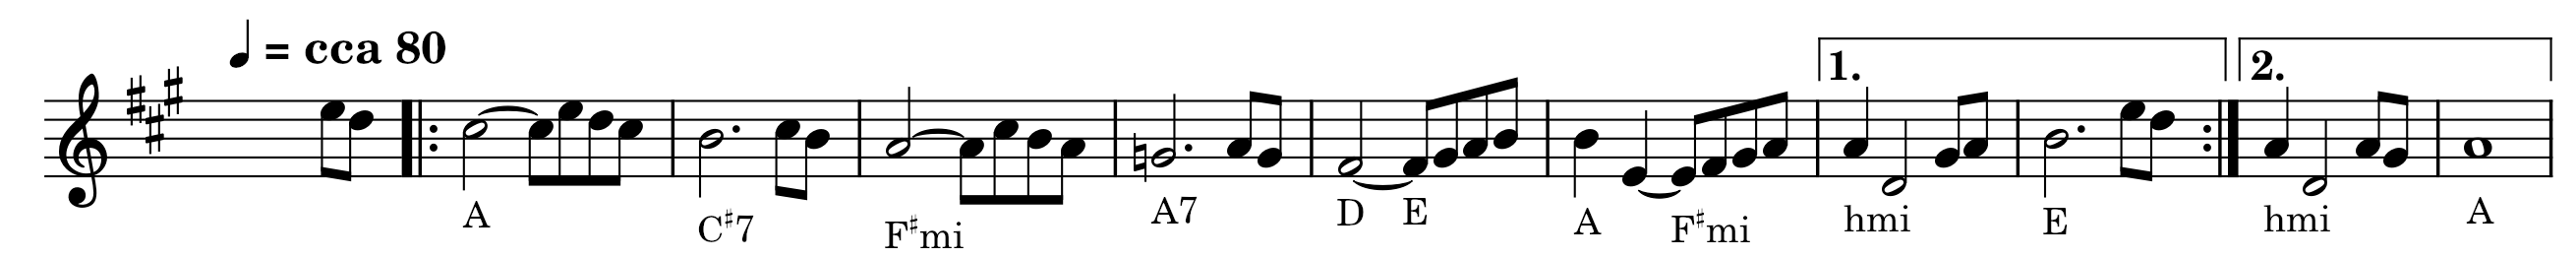 ♩ = cca 80
1. 2.
A C♯7 F♯mi A7 D E A F♯mi hmi E hmi A